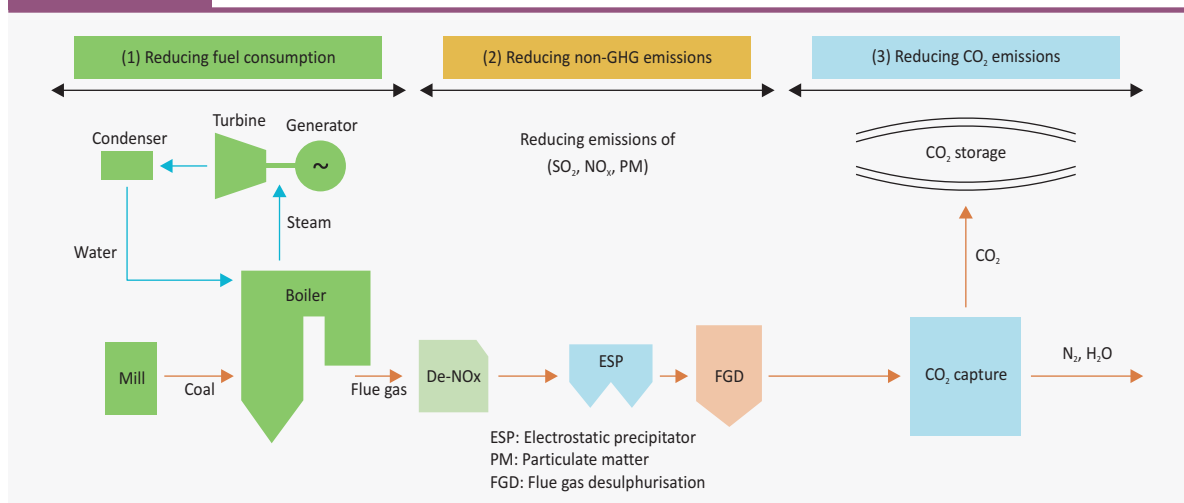 (1) Reducing fuel consumption
(2) Reducing non-GHG emissions
(3) Reducing CO₂ emissions
Turbine
Generator
Condenser
~
Steam
Water
Boiler
Mill
Coal
Flue gas
Reducing emissions of
(SO₂, NOₓ, PM)
De-NOx
ESP
FGD
ESP: Electrostatic precipitator
PM: Particulate matter
FGD: Flue gas desulphurisation
CO₂ storage
CO₂
CO₂ capture
N₂, H₂O